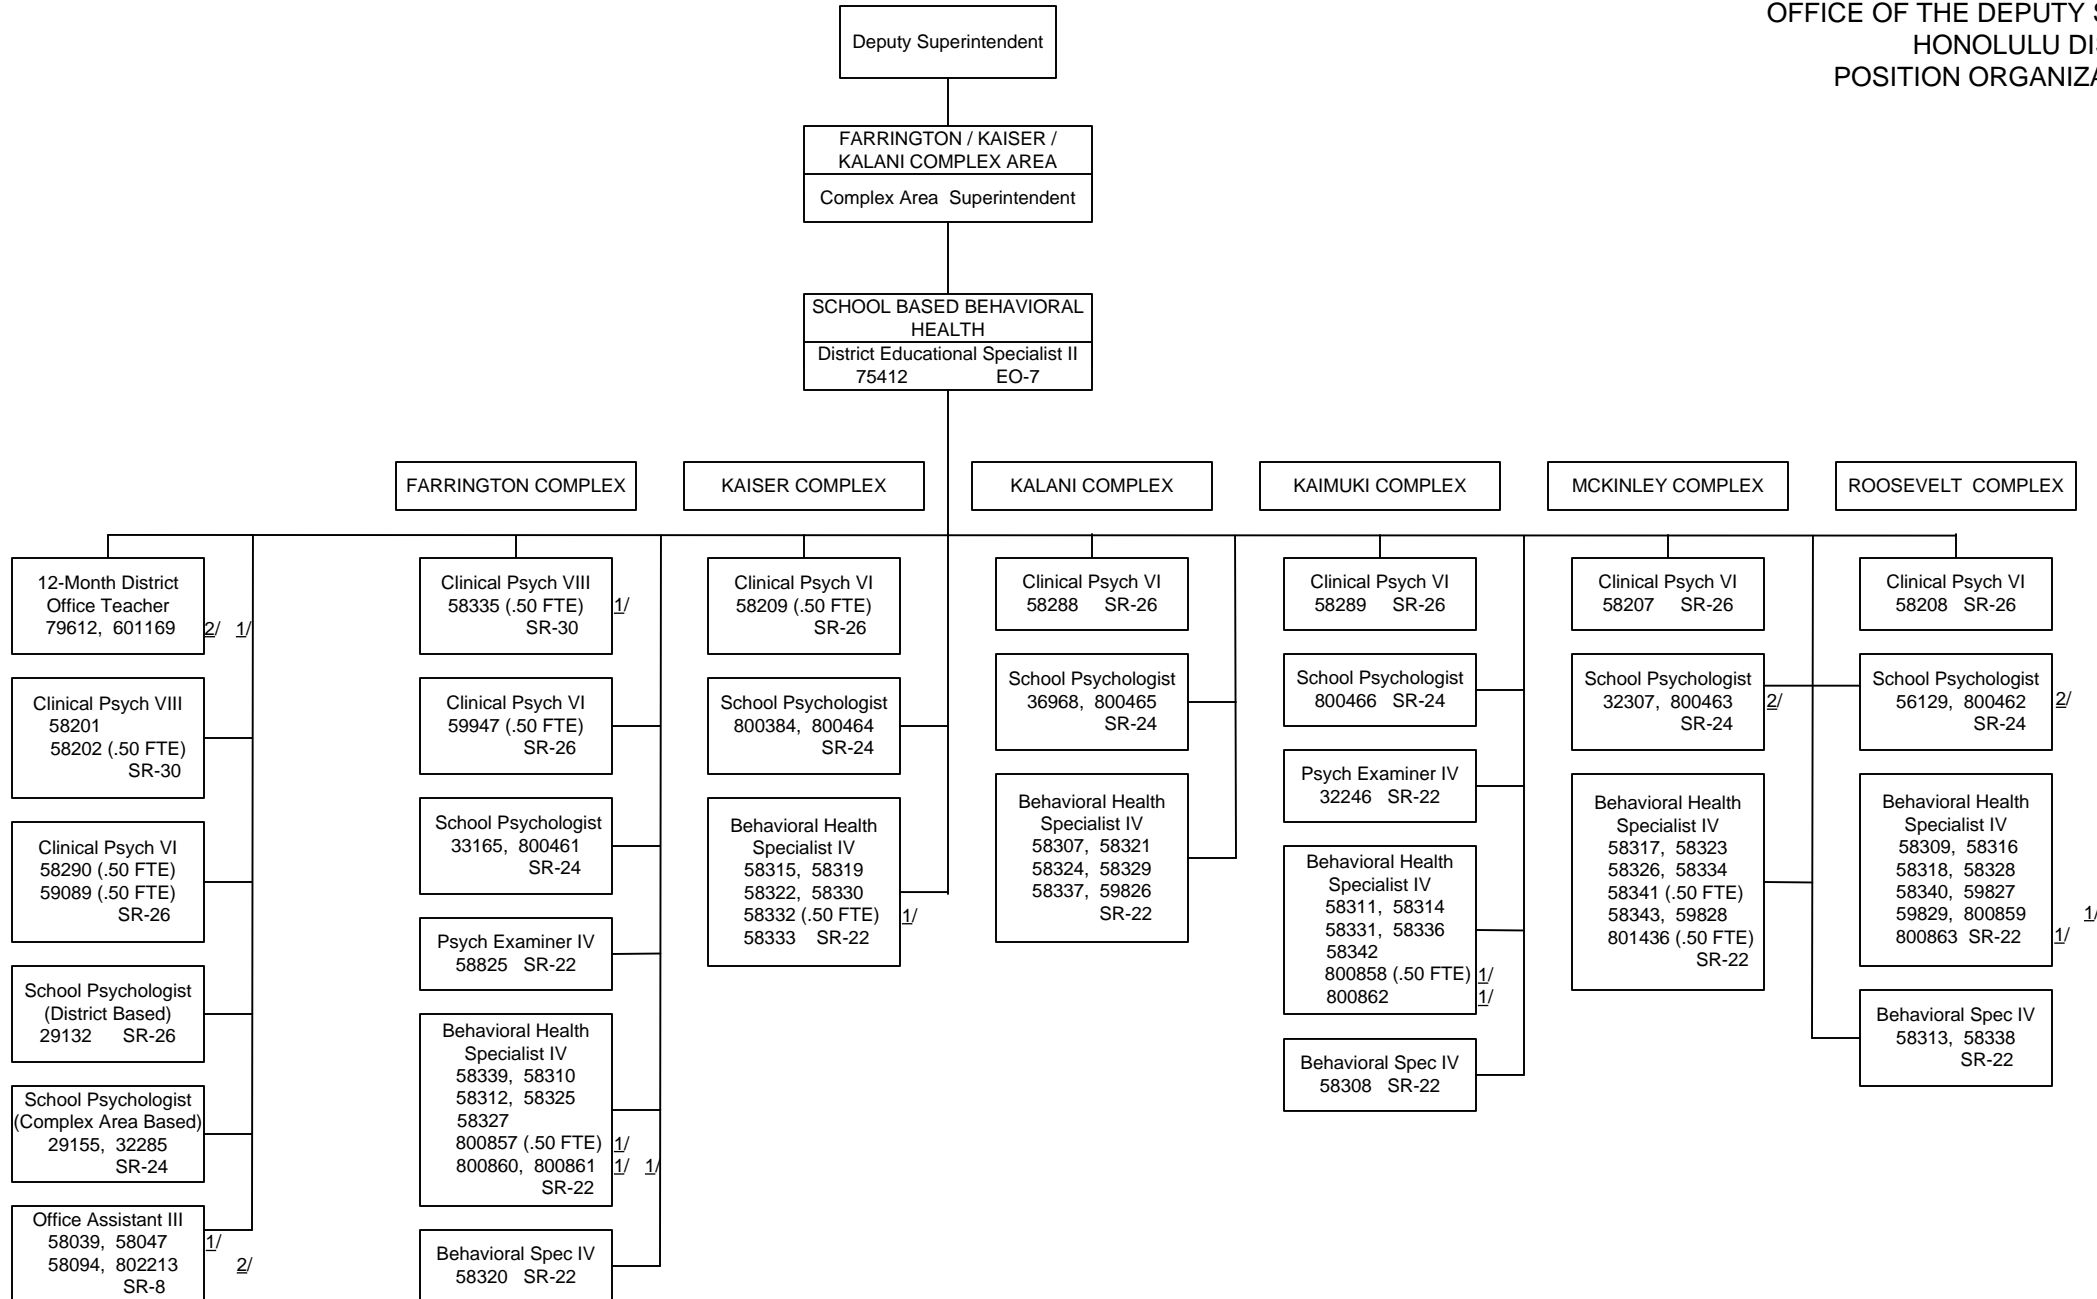 OFFICE OF THE DEPUTY
HONOLULU
POSITION
Deputy Superintendent
FARRINGTON / KAISER /
KALANI COMPLEX AREA
Complex Area Superintendent
SCHOOL BASED BEHAVIORAL
HEALTH
District Educational Specialist II
75412 EO-7
FARRINGTON COMPLEX
KAISER COMPLEX
KALANI COMPLEX
KAIMUKI COMPLEX
MCKINLEY COMPLEX
ROOSEVELT COMPLEX
12-Month District
Office Teacher
79612, 601169 2/ 1/
Clinical Psych VIII
58201
58202 (.50 FTE)
SR-30
Clinical Psych VI
58290 (.50 FTE)
59089 (.50 FTE)
SR-26
School Psychologist
(District Based)
29132 SR-26
School Psychologist
(Complex Area Based)
29155, 32285
SR-24
Office Assistant III
58039, 58047 1/
58094, 802213 2/
SR-8
Clinical Psych VIII
58335 (.50 FTE) 1/
SR-30
Clinical Psych VI
59947 (.50 FTE)
SR-26
School Psychologist
33165, 800461
SR-24
Psych Examiner IV
58825 SR-22
Behavioral Health
Specialist IV
58339, 58310
58312, 58325
58327
800857 (.50 FTE) 1/
800860, 800861 1/ 1/
SR-22
Behavioral Spec IV
58320 SR-22
Clinical Psych VI
58209 (.50 FTE)
SR-26
School Psychologist
800384, 800464
SR-24
Behavioral Health
Specialist IV
58315, 58319
58322, 58330
58332 (.50 FTE) 1/
58333 SR-22
Clinical Psych VI
58288 SR-26
School Psychologist
36968, 800465
SR-24
Behavioral Health
Specialist IV
58307, 58321
58324, 58329
58337, 59826
SR-22
Clinical Psych VI
58289 SR-26
School Psychologist
800466 SR-24
Psych Examiner IV
32246 SR-22
Behavioral Health
Specialist IV
58311, 58314
58331, 58336
58342
800858 (.50 FTE) 1/
800862 1/
Behavioral Spec IV
58308 SR-22
Clinical Psych VI
58207 SR-26
School Psychologist
32307, 800463 2/
SR-24
Behavioral Health
Specialist IV
58317, 58323
58326, 58334
58341 (.50 FTE)
58343, 59828
801436 (.50 FTE)
SR-22
Clinical Psych VI
58208 SR-26
School Psychologist
56129, 800462 2/
SR-24
Behavioral Health
Specialist IV
58309, 58316
58318, 58328
58340, 59827
59829, 800859 1/
800863 SR-22 1/
Behavioral Spec IV
58313, 58338
SR-22